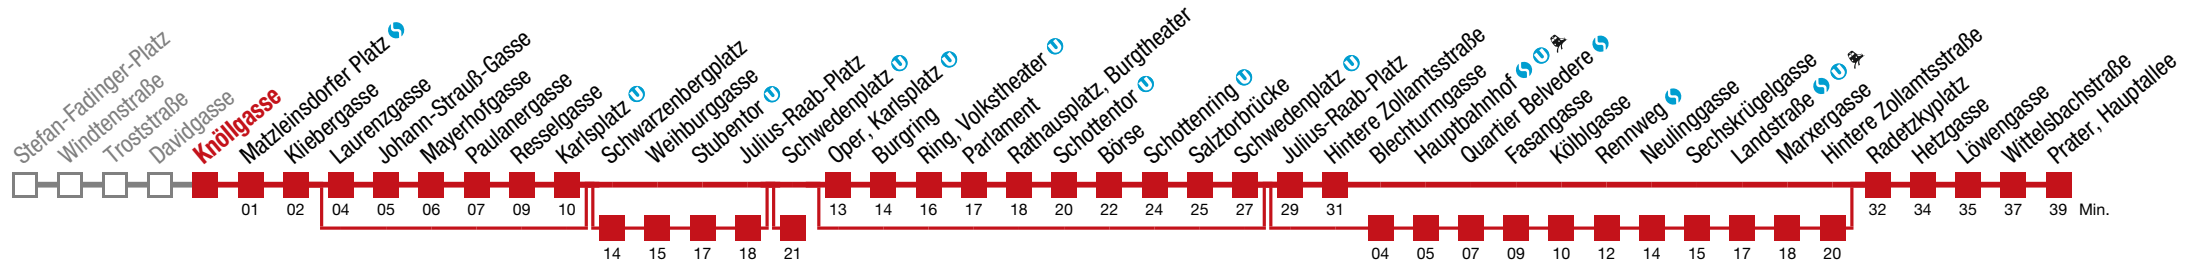 Stefan-Fadinger-Platz
Windtenstraße
Troststraße
Davidgasse
Knöllgasse
Matzleinsdorfer Platz S
Kliebergasse
Laurenzgasse
Johann-Strauß-Gasse
Mayerhofgasse
Paulanergasse
Resselgasse
Karlsplatz U
Schwarzenbergplatz
Weihburggasse
Stubentor U
Julius-Raab-Platz
Schwedenplatz U
Oper, Karlsplatz U
Burgring
Ring, Volkstheater U
Parlament
Rathausplatz, Burgtheater
Schottentor U
Börse
Schottenring U
Salztorbrücke
Schwedenplatz U
Julius-Raab-Platz
Hintere Zollamtsstraße
Blechturmgasse
Hauptbahnhof S U
Quartier Belvedere S
Fasangasse
Kölblgasse
Rennweg S
Neulinggasse
Sechskrügelgasse
Landstraße S U
Marxergasse
Hintere Zollamtsstraße
Radetzkyplatz
Hetzgasse
Löwengasse
Wittelsbachstraße
Prater, Hauptallee
01 02 04 05 06 07 09 10 13 14 16 17 18 20 22 24 25 27 29 31 32 34 35 37 39 Min.
14 15 17 18 21 04 05 07 09 10 12 14 15 17 18 20